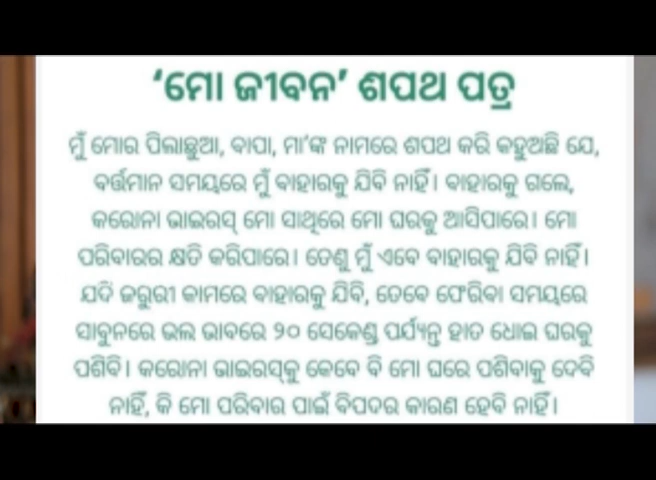 ‘ମୋ ଜୀବନ’ ଶପଥ ପତ୍ର
ମୁଁ ମୋର ପିଲାଛୁଆ, ବାପା, ମା’ଙ୍କ ନାମରେ ଶପଥ କରି କହୁଅଛି ଯେ,
ବର୍ତ୍ତମାନ ସମୟରେ ମୁଁ ବାହାରକୁ ଯିବି ନାହିଁ। ବାହାରକୁ ଗଲେ,
କରୋନା ଭାଇରସ୍ ମୋ ସାଥିରେ ମୋ ଘରକୁ ଆସିପାରେ। ମୋ
ପରିବାରର କ୍ଷତି କରିପାରେ। ତେଣୁ ମୁଁ ଏବେ ବାହାରକୁ ଯିବି ନାହିଁ।
ଯଦି ଜରୁରୀ କାମରେ ବାହାରକୁ ଯିବି, ତେବେ ଫେରିବା ସମୟରେ
ସାବୁନରେ ଭଲ ଭାବରେ ୨୦ ସେକେଣ୍ଡ ପର୍ଯ୍ୟନ୍ତ ହାତ ଧୋଇ ଘରକୁ
ପଶିବି। କରୋନା ଭାଇରସ୍‌କୁ କେବେ ବି ମୋ ଘରେ ପଶିବାକୁ ଦେବି
ନାହିଁ, କି ମୋ ପରିବାର ପାଇଁ ବିପଦର କାରଣ ହେବି ନାହିଁ।